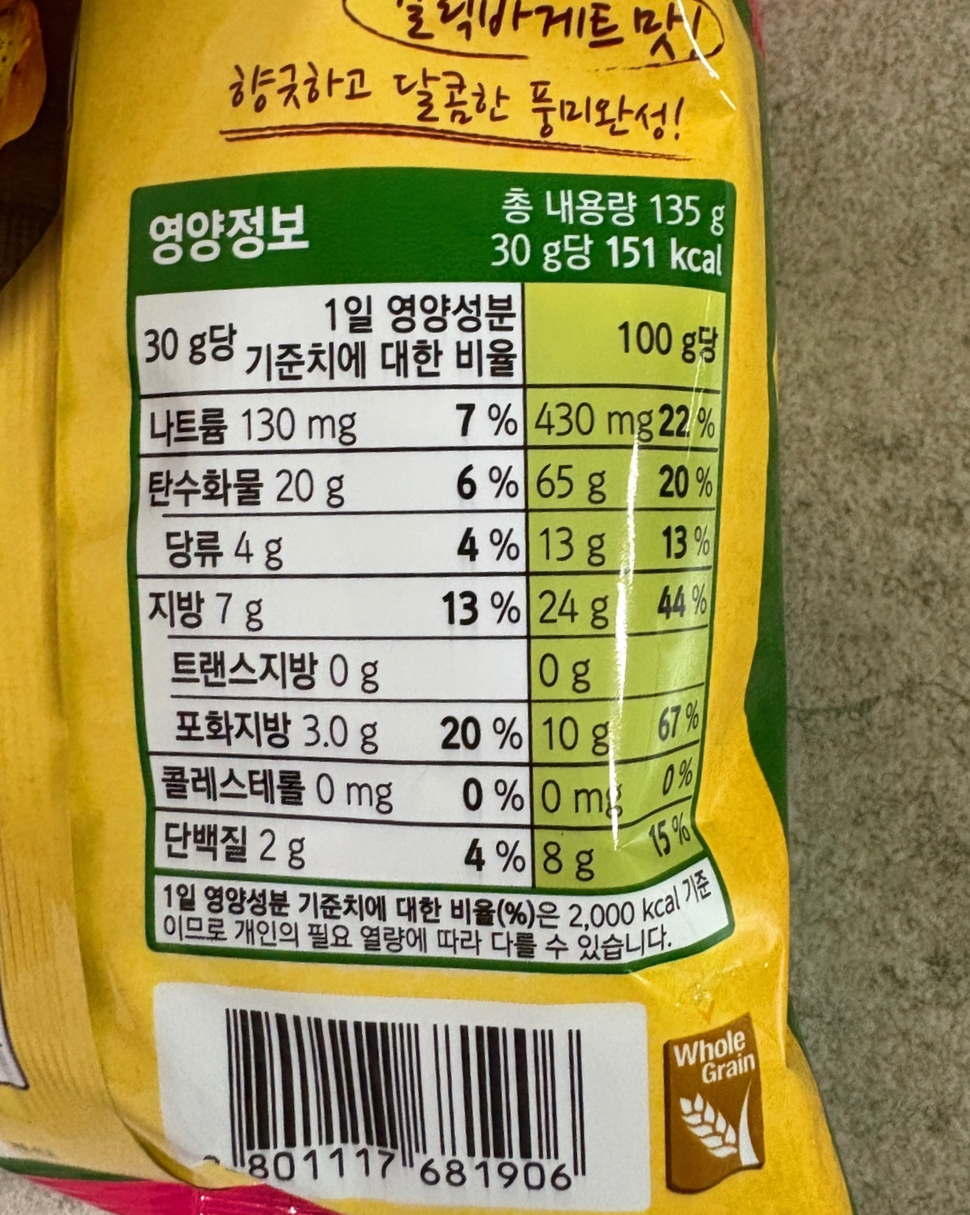 갈릭바게트 맛!
향긋하고 달콤한 풍미완성!
영양정보
총 내용량 135 g
30 g당 151 kcal
30 g당 1일 영양성분 기준치에 대한 비율 100 g당
나트륨 130 mg 7 % 430 mg 22 %
탄수화물 20 g 6 % 65 g 20 %
당류 4 g 4 % 13 g 13 %
지방 7 g 13 % 24 g 44 %
트랜스지방 0 g 0 g
포화지방 3.0 g 20 % 10 g 67 %
콜레스테롤 0 mg 0 % 0 mg 0 %
단백질 2 g 4 % 8 g 15 %
1일 영양성분 기준치에 대한 비율(%)은 2,000 kcal 기준
이므로 개인의 필요 열량에 따라 다를 수 있습니다.
Whole
Grain
801117 681906